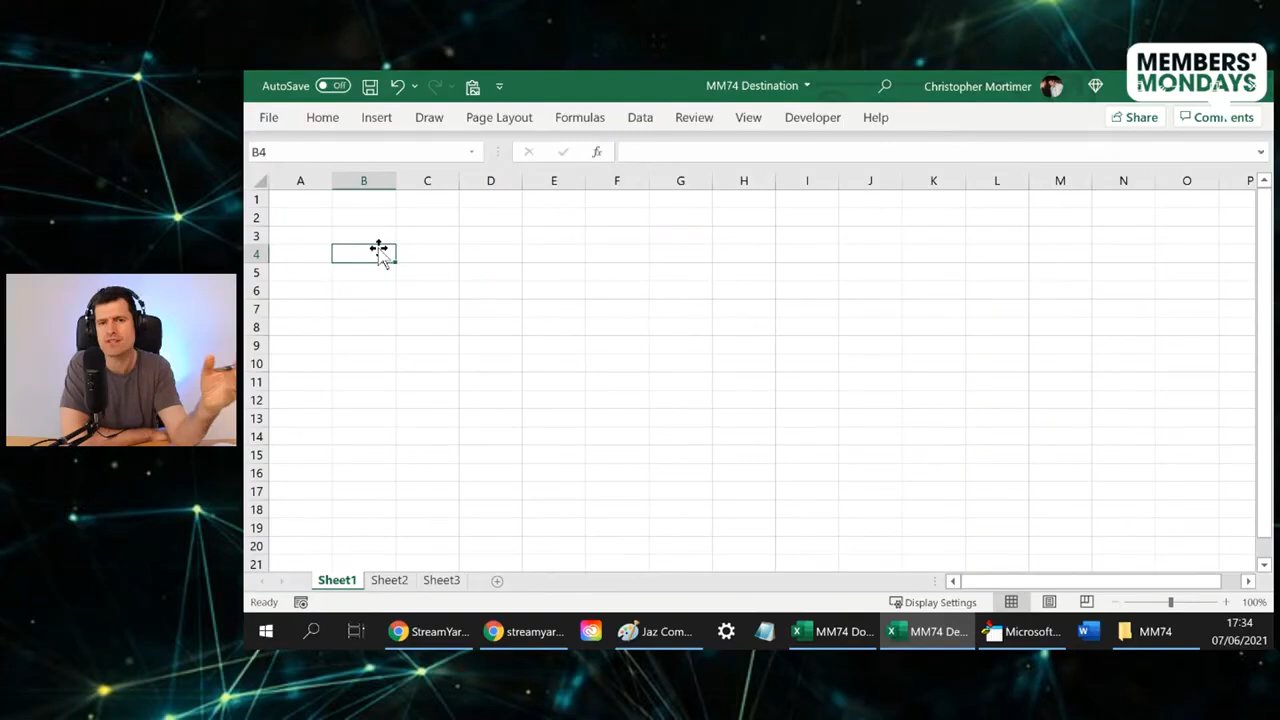 MEMBERS'
MONDAYS
AutoSave Off MM74 Destination Christopher Mortimer
File Home Insert Draw Page Layout Formulas Data Review View Developer Help Share Comments
B4 fx
A B C D E F G H I J K L M N O P
1
2
3
4
5
6
7
8
9
10
11
12
13
14
15
16
17
18
19
20
21
Sheet1 Sheet2 Sheet3
Ready Display Settings 100%
StreamYar... streamyar... Jaz Com... MM74 Do... MM74 De... Microsoft... MM74 17:34
07/06/2021